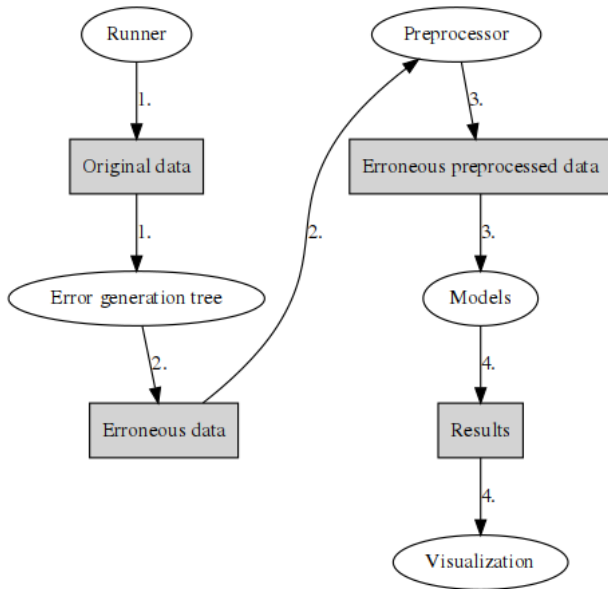 Runner
1.
Original data
1.
Error generation tree
2.
Erroneous data
2.
Preprocessor
3.
Erroneous preprocessed data
3.
Models
4.
Results
4.
Visualization